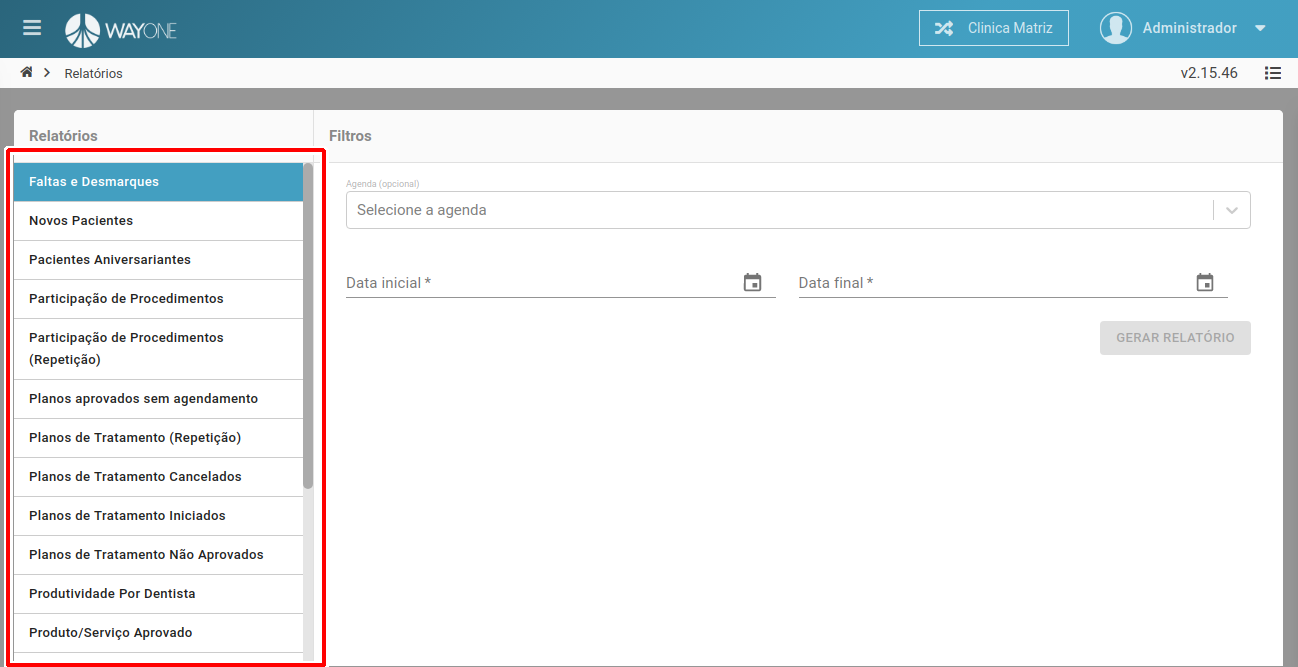 WAYONE
Clinica Matriz
Administrador
Relatórios
v2.15.46
Relatórios
Filtros
Faltas e Desmarques
Novos Pacientes
Pacientes Aniversariantes
Participação de Procedimentos
Participação de Procedimentos
(Repetição)
Planos aprovados sem agendamento
Planos de Tratamento (Repetição)
Planos de Tratamento Cancelados
Planos de Tratamento Iniciados
Planos de Tratamento Não Aprovados
Produtividade Por Dentista
Produto/Serviço Aprovado
Agenda (opcional)
Selecione a agenda
Data inicial *
Data final *
GERAR RELATÓRIO